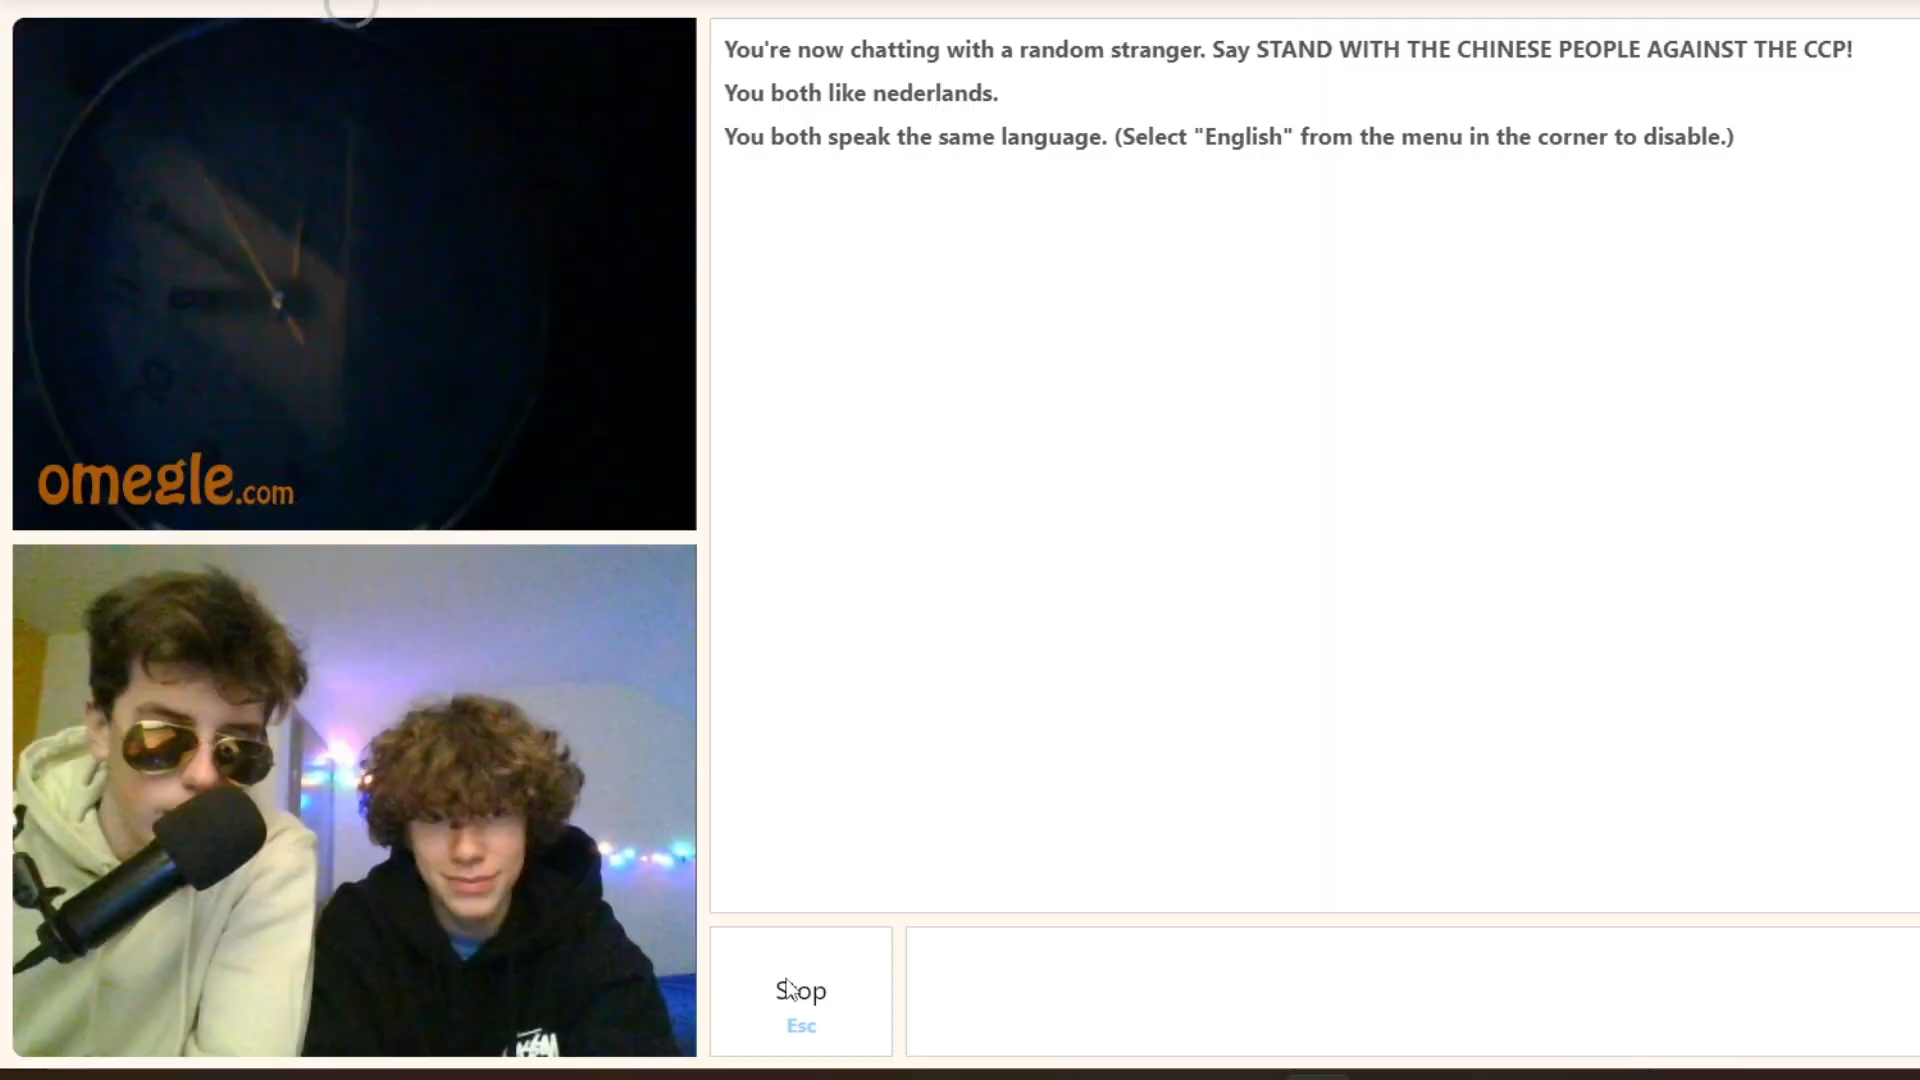 You're now chatting with a random stranger. Say STAND WITH THE CHINESE PEOPLE AGAINST THE CCP!
You both like nederlands.
You both speak the same language. (Select "English" from the menu in the corner to disable.)
omegle.com
Stop
Esc